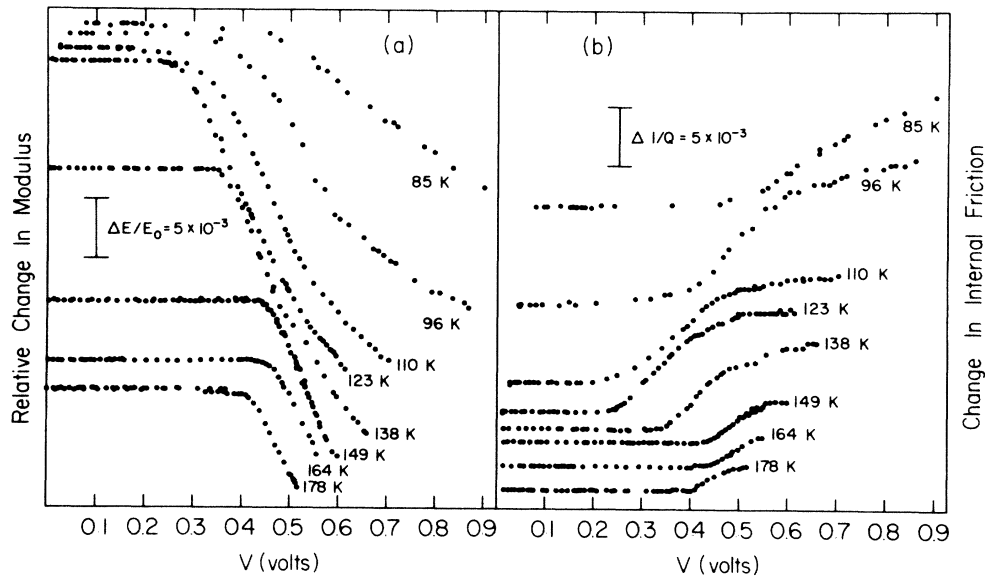 Relative Change In Modulus
(a)
ΔE/E₀ = 5 x 10⁻³
85 K
96 K
110 K
123 K
138 K
149 K
164 K
178 K
0.1 0.2 0.3 0.4 0.5 0.6 0.7 0.8 0.9
V (volts)
(b)
Δ 1/Q = 5 x 10⁻³
85 K
96 K
110 K
123 K
138 K
149 K
164 K
178 K
0.1 0.2 0.3 0.4 0.5 0.6 0.7 0.8 0.9
V (volts)
Change In Internal Friction